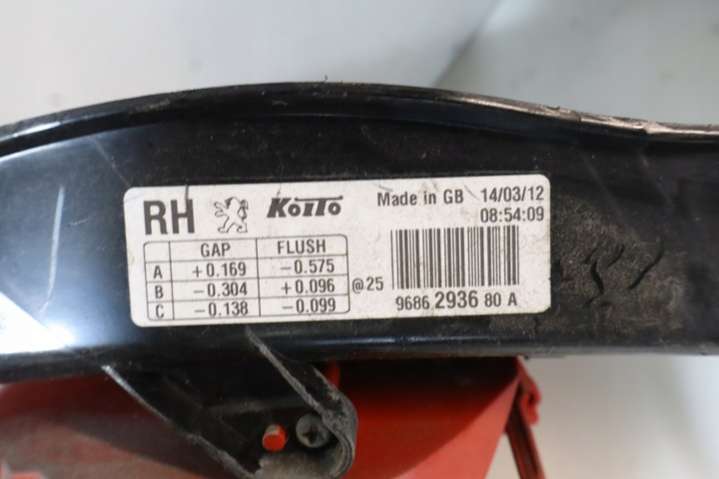 RH KOITO Made in GB 14/03/12
08:54:09
GAP FLUSH
A +0.169 -0.575
B -0.304 +0.096
C -0.138 -0.099
@25
9686 2936 80 A